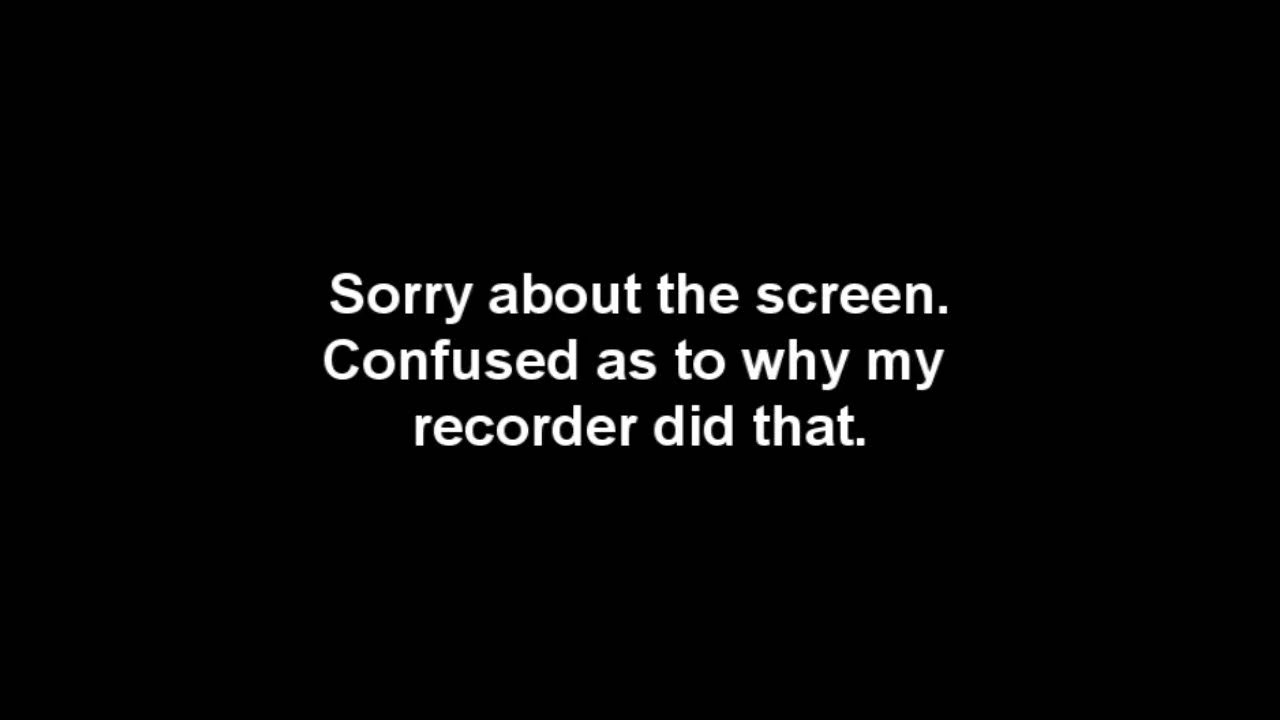 Sorry about the screen.
Confused as to why my
recorder did that.